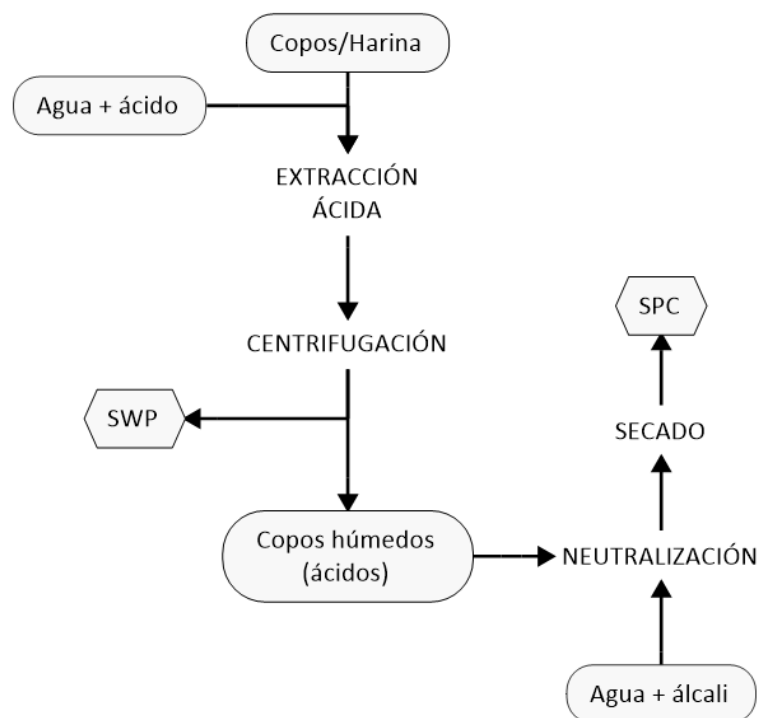 Copos/Harina
Agua + ácido
EXTRACCIÓN
ÁCIDA
CENTRIFUGACIÓN
SWP
Copos húmedos
(ácidos)
NEUTRALIZACIÓN
Agua + álcali
SECADO
SPC